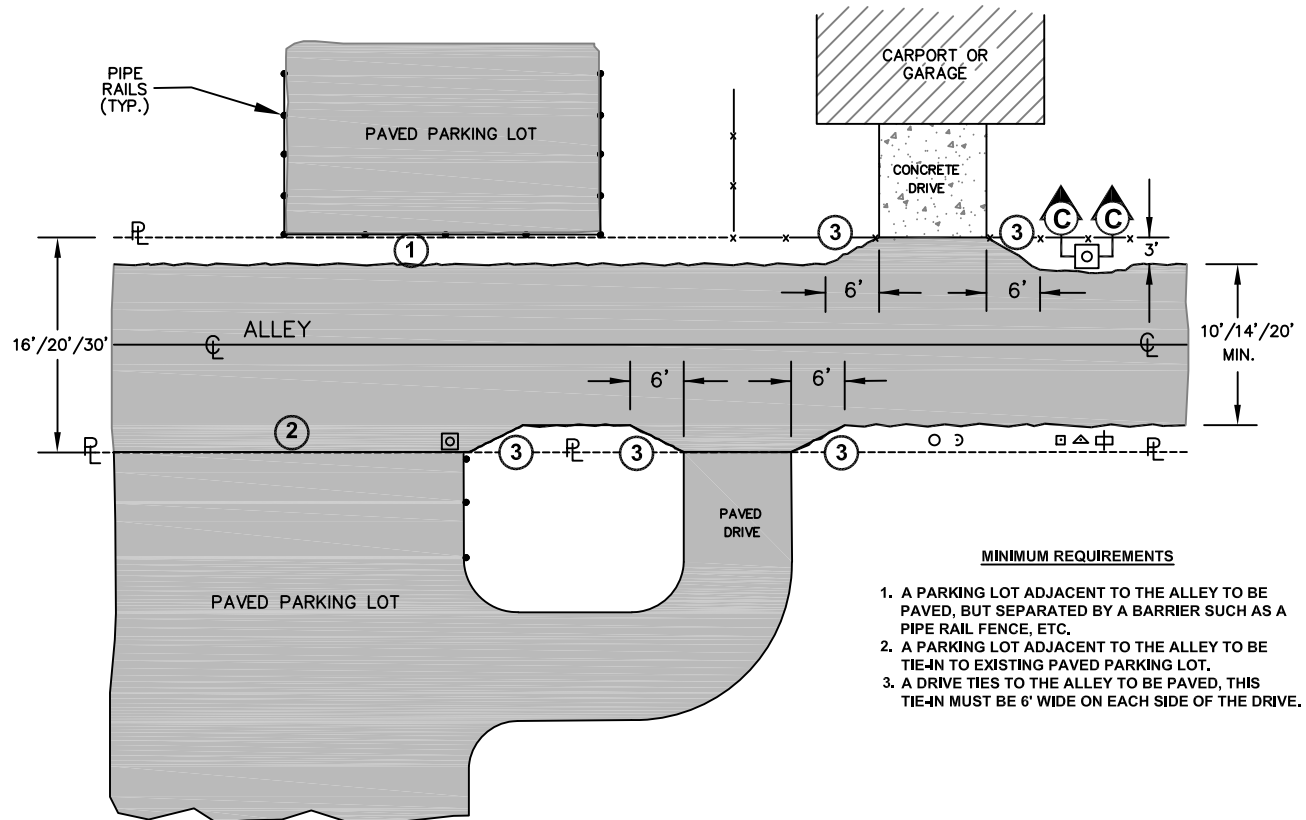 CARPORT OR
GARAGE
PIPE
RAILS
(TYP.)
PAVED PARKING LOT
CONCRETE
DRIVE
C C
PL
3
3
1
3'
6'
6'
16'/20'/30'
ALLEY
CL
CL
10'/14'/20'
MIN.
6'
6'
2
PL
3
PL
3
3
PL
PAVED
DRIVE
PAVED PARKING LOT
MINIMUM REQUIREMENTS
1. A PARKING LOT ADJACENT TO THE ALLEY TO BE
PAVED, BUT SEPARATED BY A BARRIER SUCH AS A
PIPE RAIL FENCE, ETC.
2. A PARKING LOT ADJACENT TO THE ALLEY TO BE
TIE-IN TO EXISTING PAVED PARKING LOT.
3. A DRIVE TIES TO THE ALLEY TO BE PAVED, THIS
TIE-IN MUST BE 6' WIDE ON EACH SIDE OF THE DRIVE.